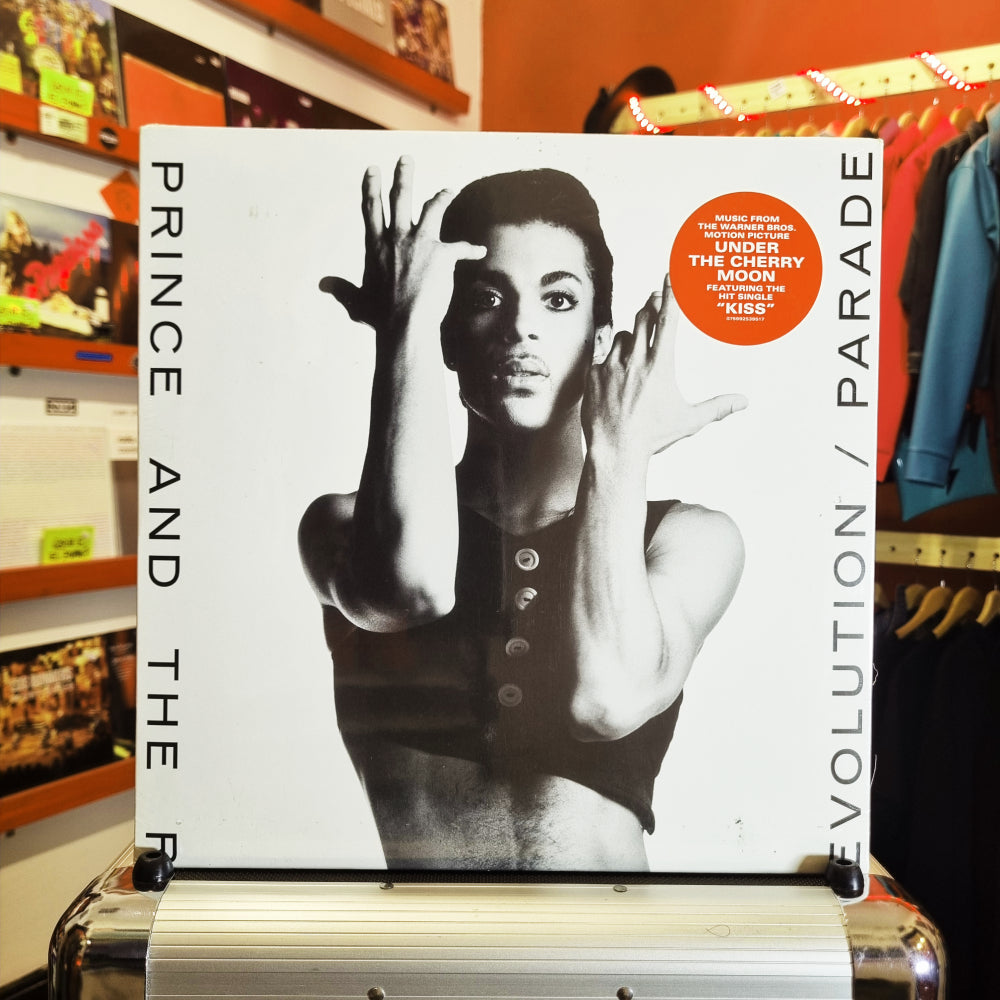 PRINCE AND THE R
EVOLUTION / PARADE
MUSIC FROM
THE WARNER BROS.
MOTION PICTURE
UNDER
THE CHERRY
MOON
FEATURING THE
HIT SINGLE
"KISS"